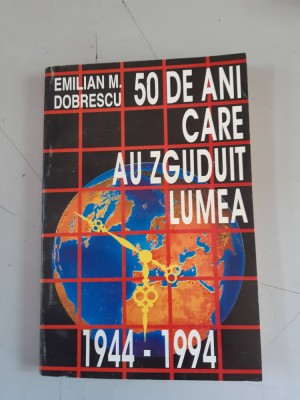 EMILIAN M.
DOBRESCU
50 DE ANI
CARE
AU ZGUDUIT
LUMEA
1944 - 1994